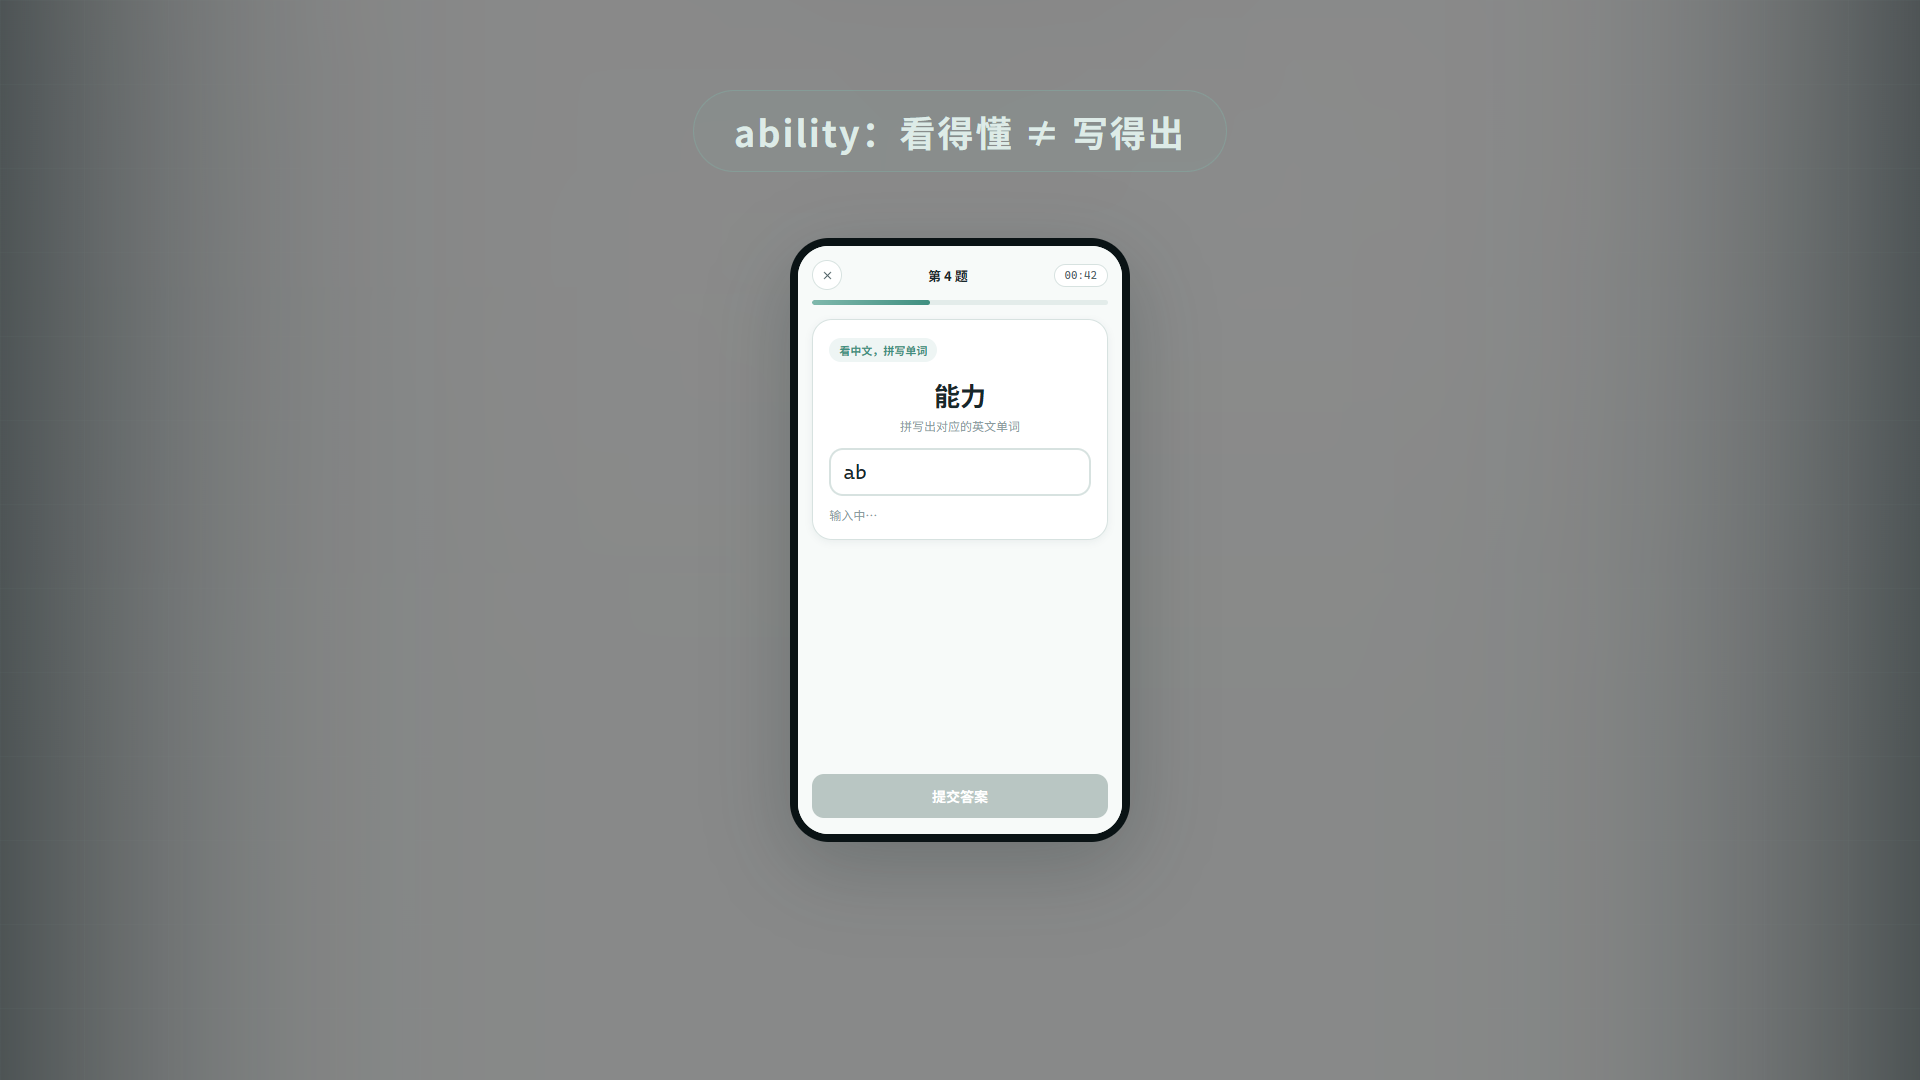 ability：看得懂 ≠ 写得出
× 第 4 题 00:42
看中文，拼写单词
能力
拼写出对应的英文单词
ab
输入中…
提交答案